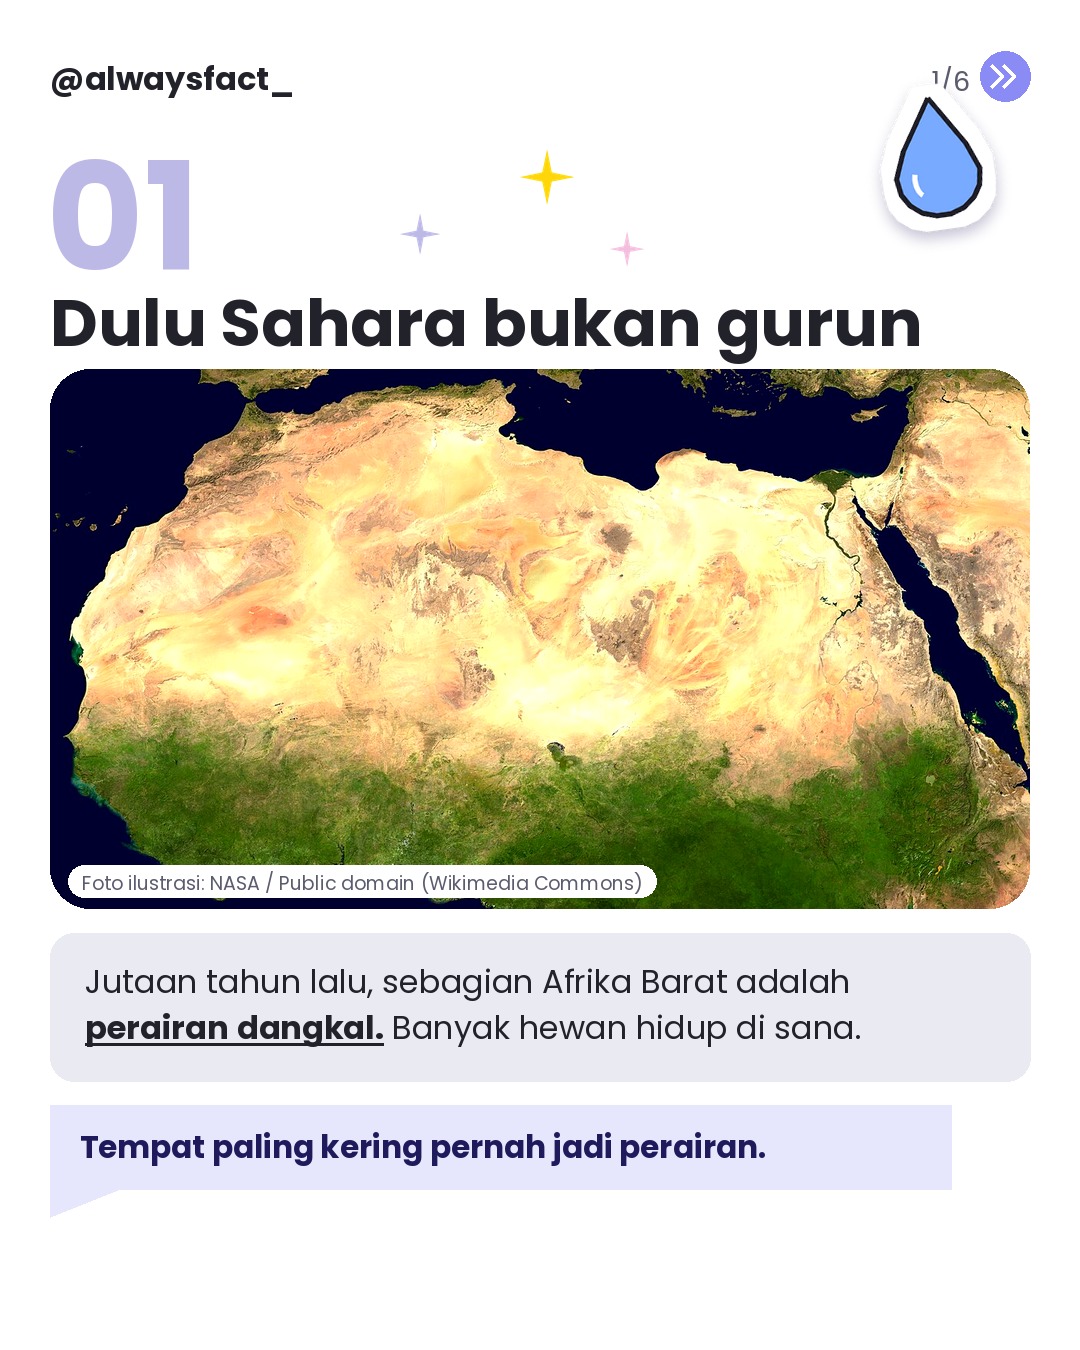 @alwaysfact_
1/6
01
Dulu Sahara bukan gurun
Foto ilustrasi: NASA / Public domain (Wikimedia Commons)
Jutaan tahun lalu, sebagian Afrika Barat adalah
perairan dangkal. Banyak hewan hidup di sana.
Tempat paling kering pernah jadi perairan.